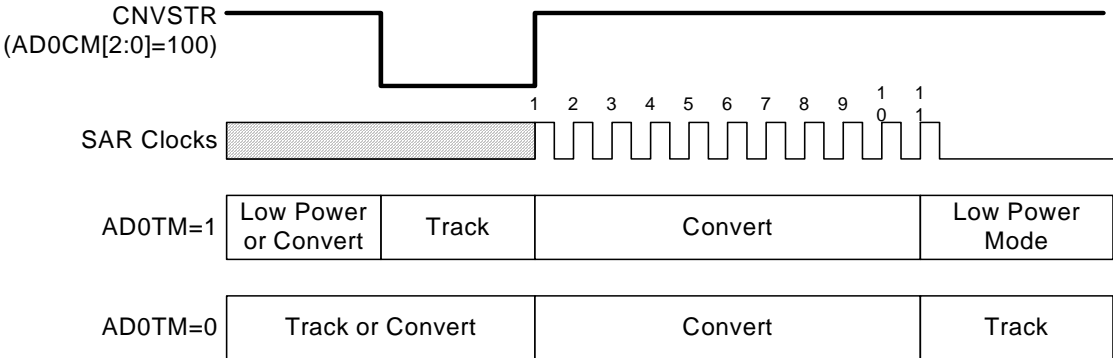 CNVSTR
(AD0CM[2:0]=100)
1 2 3 4 5 6 7 8 9 10 11
SAR Clocks
AD0TM=1
Low Power
or Convert
Track
Convert
Low Power
Mode
AD0TM=0
Track or Convert
Convert
Track